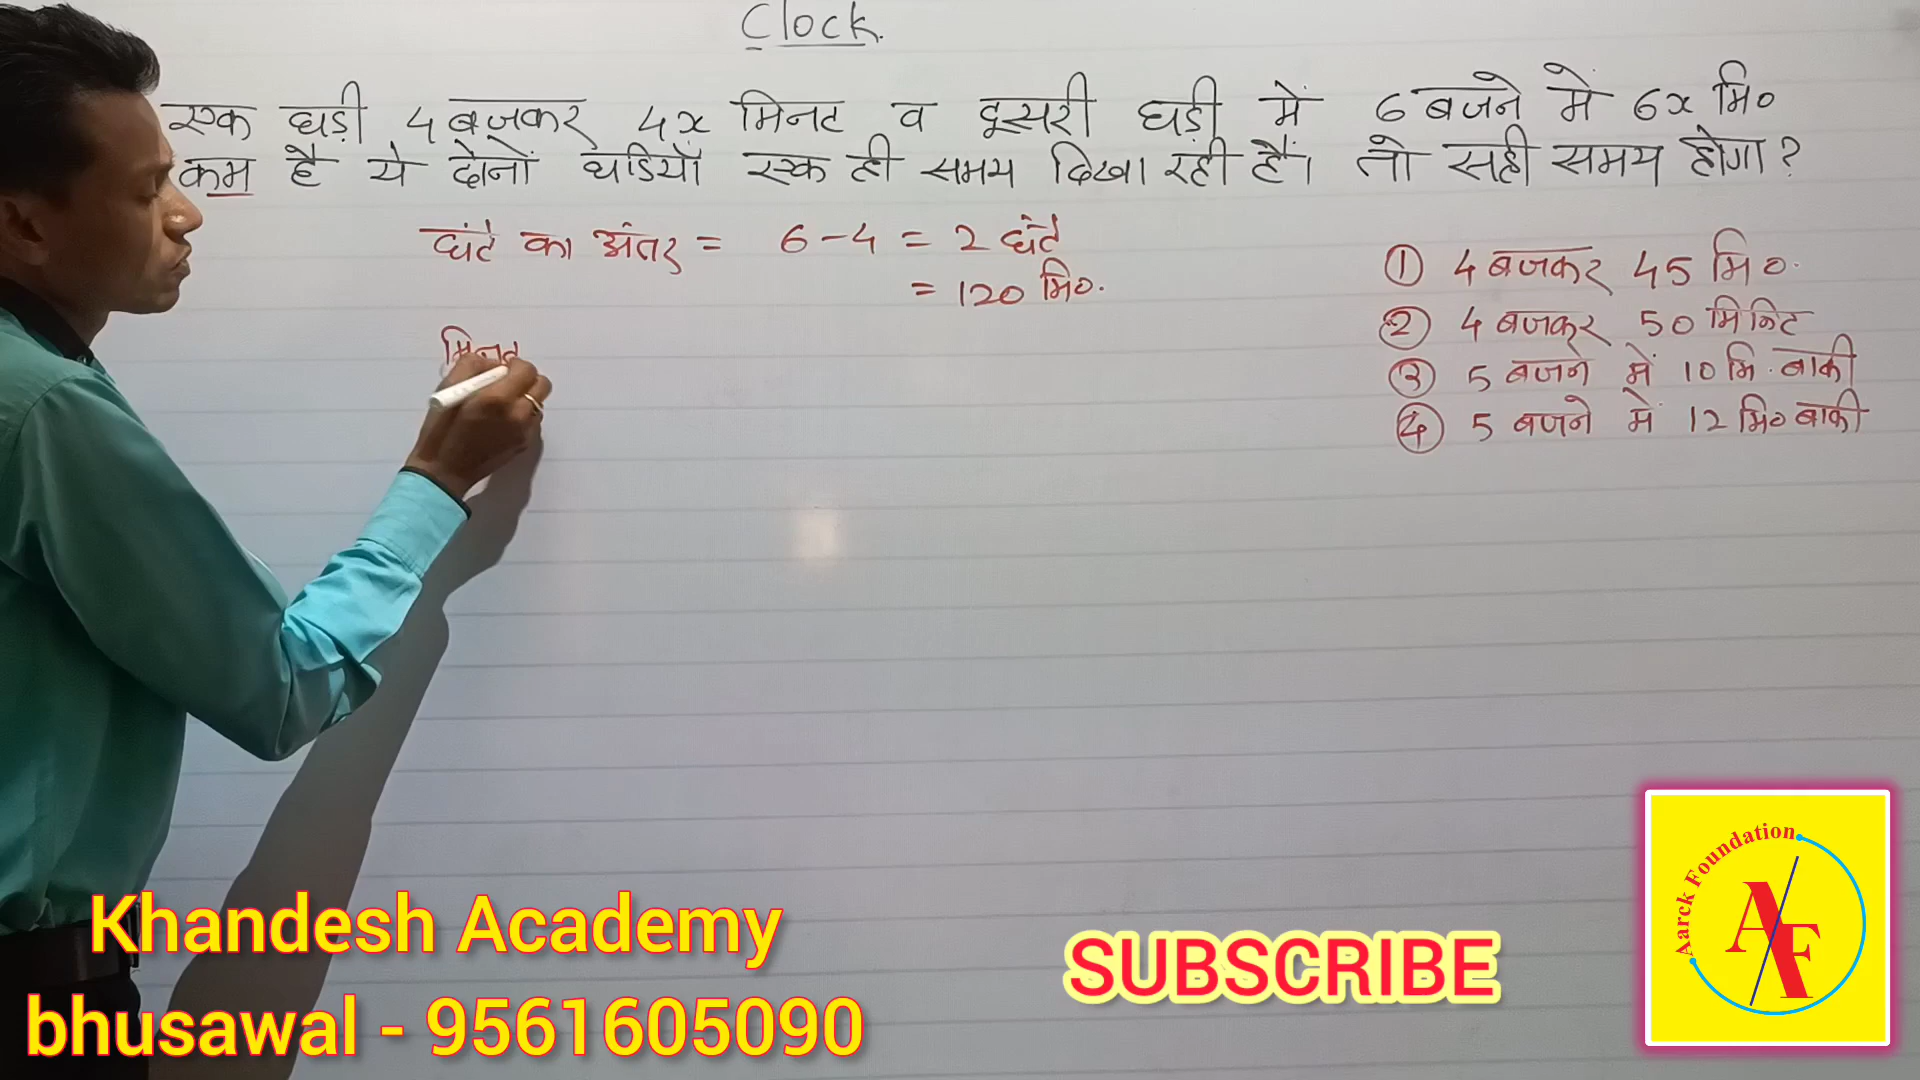 Clock.
एक घड़ी 4 बजकर 4x मिनट व दूसरी घड़ी में 6 बजने में 6x मि०
कम है ये दोनों घडियाँ एक ही समय दिखा रही हैं। तो सही समय होगा?
घंटे का अंतर = 6-4 = 2 घंटे
= 120 मि०.
① 4 बजकर 45 मि०.
② 4 बजकर 50 मिनिट
③ 5 बजने में 10 मि. बाकी
④ 5 बजने में 12 मि० बाकी
Khandesh Academy
bhusawal - 9561605090
SUBSCRIBE
Aarck Foundation
AF